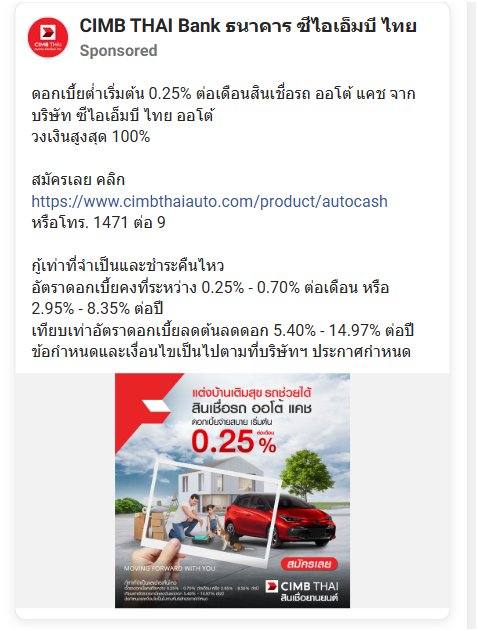 CIMB THAI Bank ธนาคาร ซีไอเอ็มบี ไทย
Sponsored
CIMB THAI
ดอกเบี้ยต่ำเริ่มต้น 0.25% ต่อเดือนสินเชื่อรถ ออโต้ แคช จาก
บริษัท ซีไอเอ็มบี ไทย ออโต้
วงเงินสูงสุด 100%
สมัครเลย คลิก
https://www.cimbthaiauto.com/product/autocash
หรือโทร. 1471 ต่อ 9
กู้เท่าที่จำเป็นและชำระคืนไหว
อัตราดอกเบี้ยคงที่ระหว่าง 0.25% - 0.70% ต่อเดือน หรือ
2.95% - 8.35% ต่อปี
เทียบเท่าอัตราดอกเบี้ยลดต้นลดดอก 5.40% - 14.97% ต่อปี
ข้อกำหนดและเงื่อนไขเป็นไปตามที่บริษัทฯ ประกาศกำหนด
แต่งบ้านเติมสุข รถช่วยได้
สินเชื่อรถ ออโต้ แคช
ดอกเบี้ยจ่ายสบาย เริ่มต้น
0.25% ต่อเดือน
MOVING FORWARD WITH YOU
สมัครเลย
CIMB THAI
สินเชื่อยานยนต์